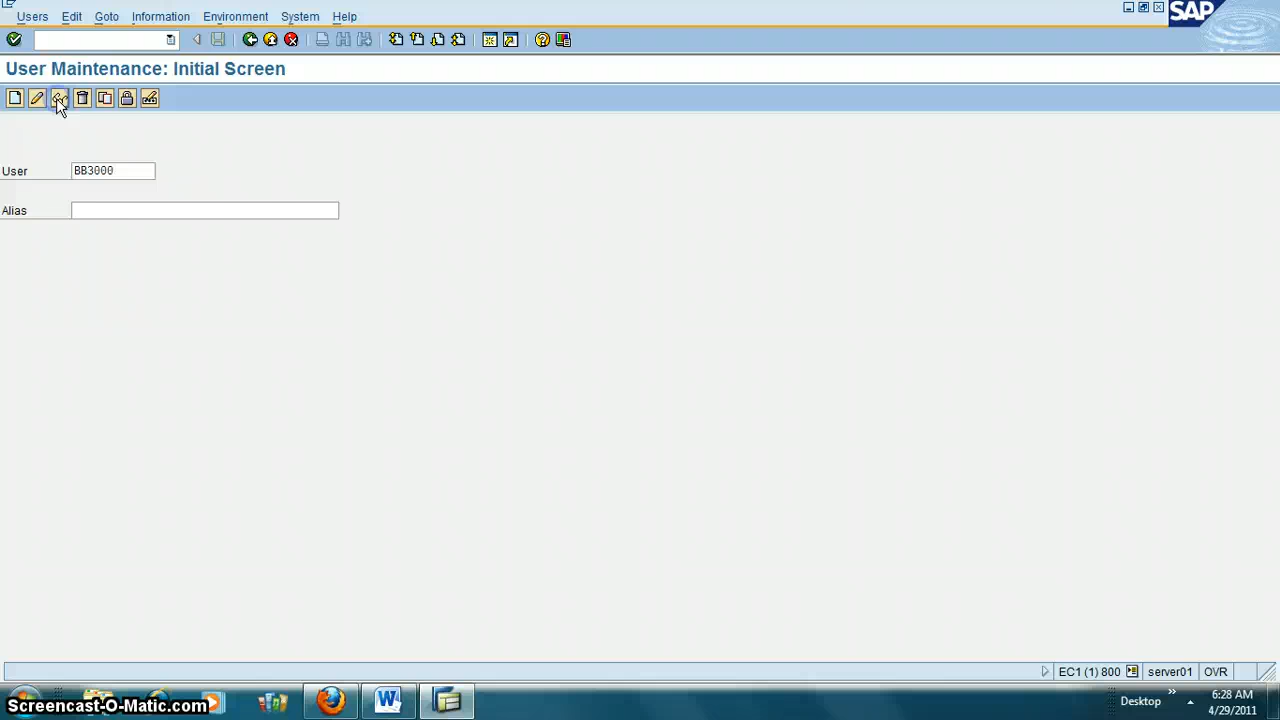 Users Edit Goto Information Environment System Help
SAP
User Maintenance: Initial Screen
User BB3000
Alias
EC1 (1) 800 server01 OVR
Screencast-O-Matic.com
Desktop
6:28 AM
4/29/2011